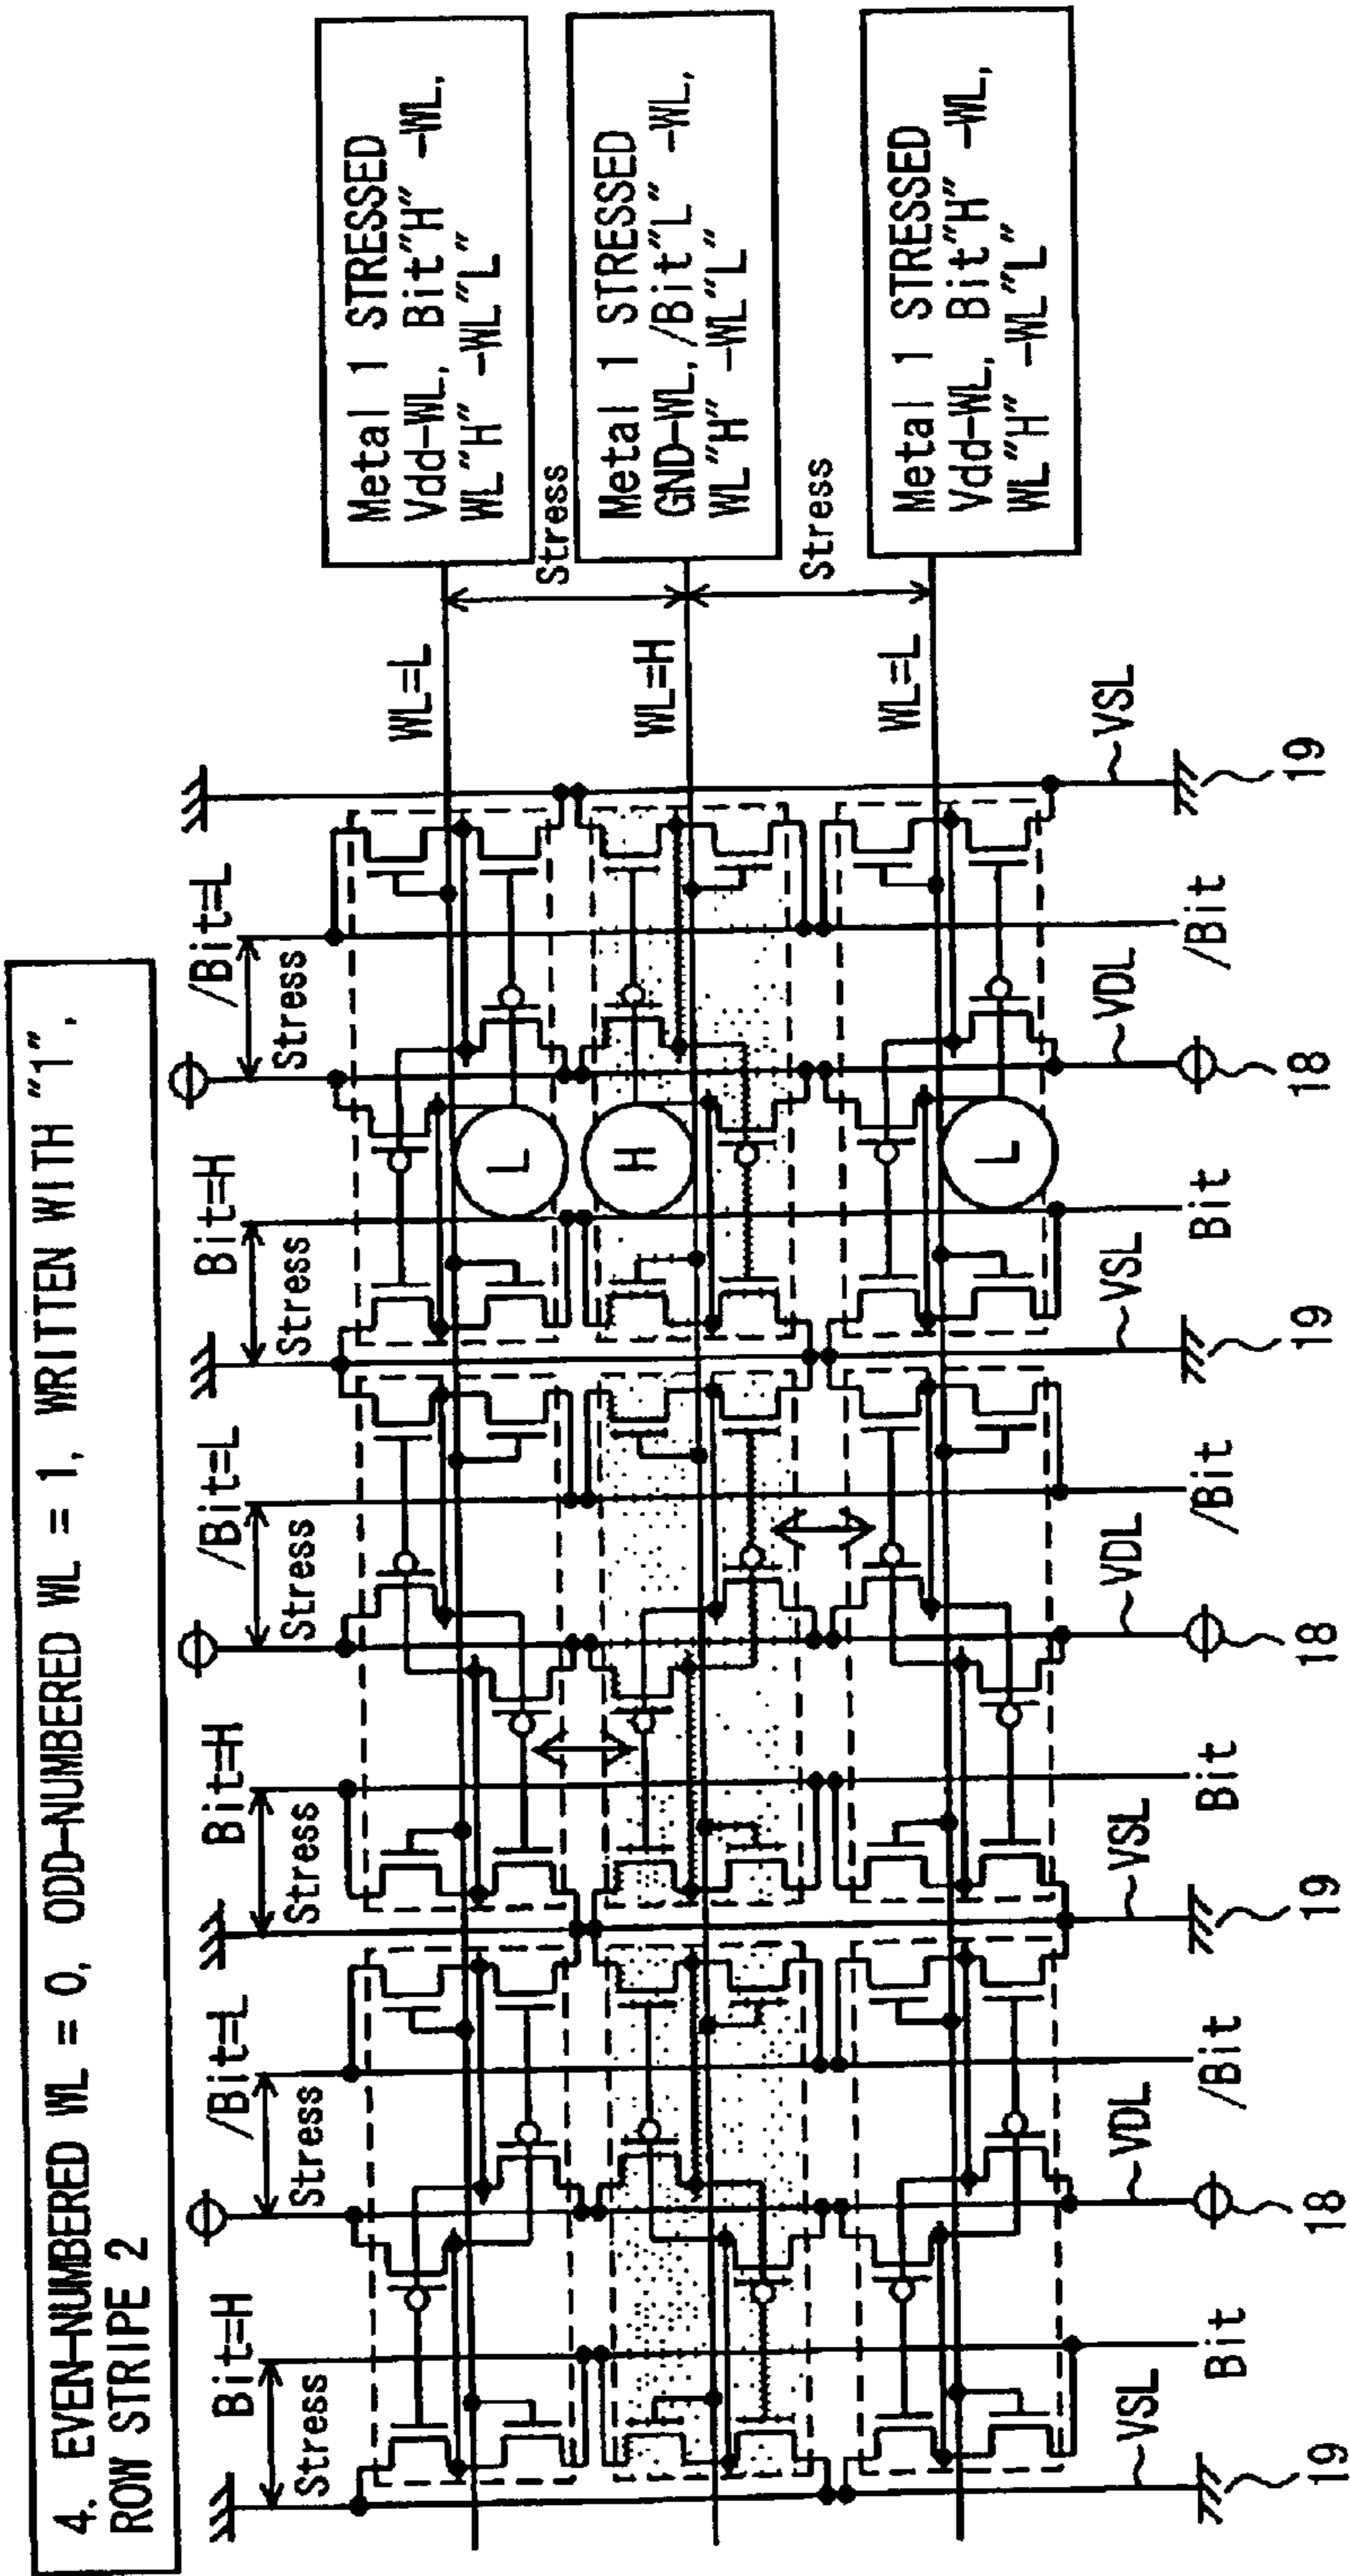 4. EVEN-NUMBERED WL = 0, ODD-NUMBERED WL = 1, WRITTEN WITH "1",
ROW STRIPE 2
Bit=H
/Bit=L
Bit=H
/Bit=L
Bit=H
/Bit=L
Stress
Stress
Stress
Stress
Stress
Stress
WL=L
Metal 1 STRESSED
Vdd-WL, Bit"H" -WL,
WL"H" -WL"L"
Stress
WL=H
Metal 1 STRESSED
GND-WL, /Bit"L" -WL,
WL"H" -WL"L"
Stress
WL=L
Metal 1 STRESSED
Vdd-WL, Bit"H" -WL,
WL"H" -WL"L"
L
H
L
VSL
Bit
VDL
/Bit
VSL
Bit
VDL
/Bit
VSL
Bit
VDL
/Bit
VSL
19
18
19
18
19
18
19